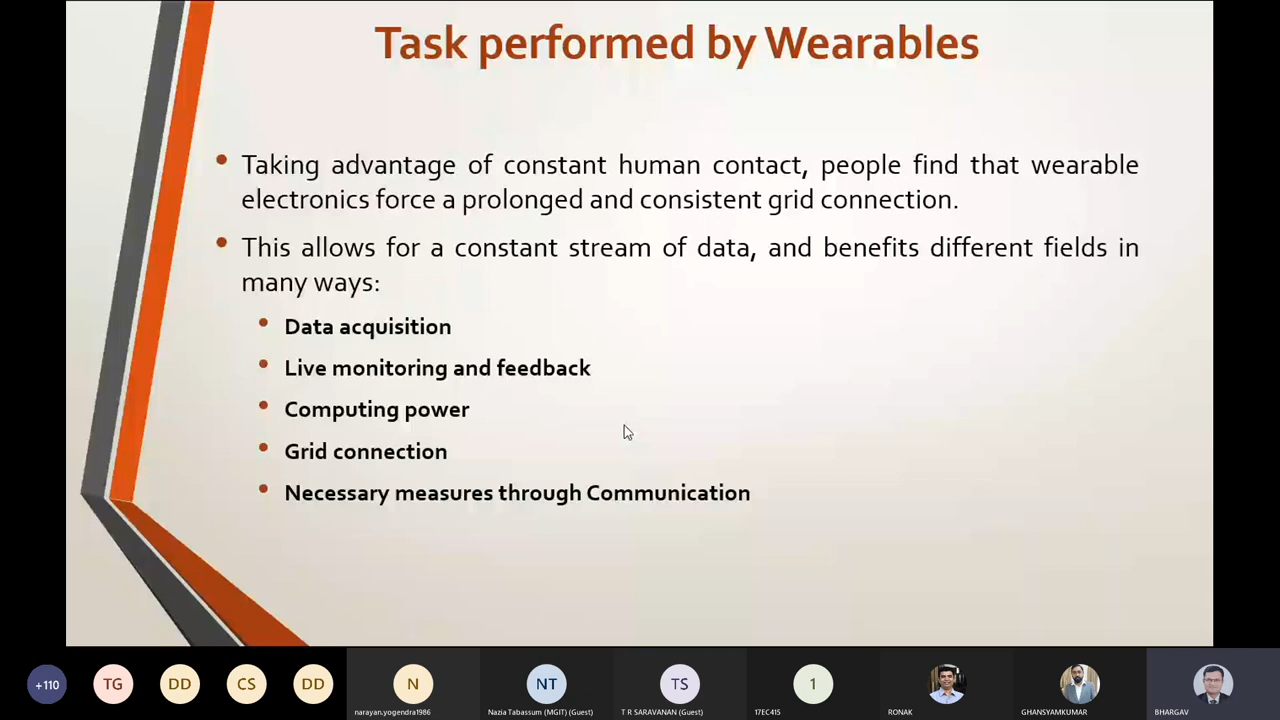 Task performed by Wearables
Taking advantage of constant human contact, people find that wearable
electronics force a prolonged and consistent grid connection.
This allows for a constant stream of data, and benefits different fields in
many ways:
Data acquisition
Live monitoring and feedback
Computing power
Grid connection
Necessary measures through Communication
+110
TG
DD
CS
DD
N
NT
TS
1
narayan.yogendra1986
Nazia Tabassum (MGIT) (Guest)
T R SARAVANAN (Guest)
17EC415
RONAK
GHANSYAMKUMAR
BHARGAV